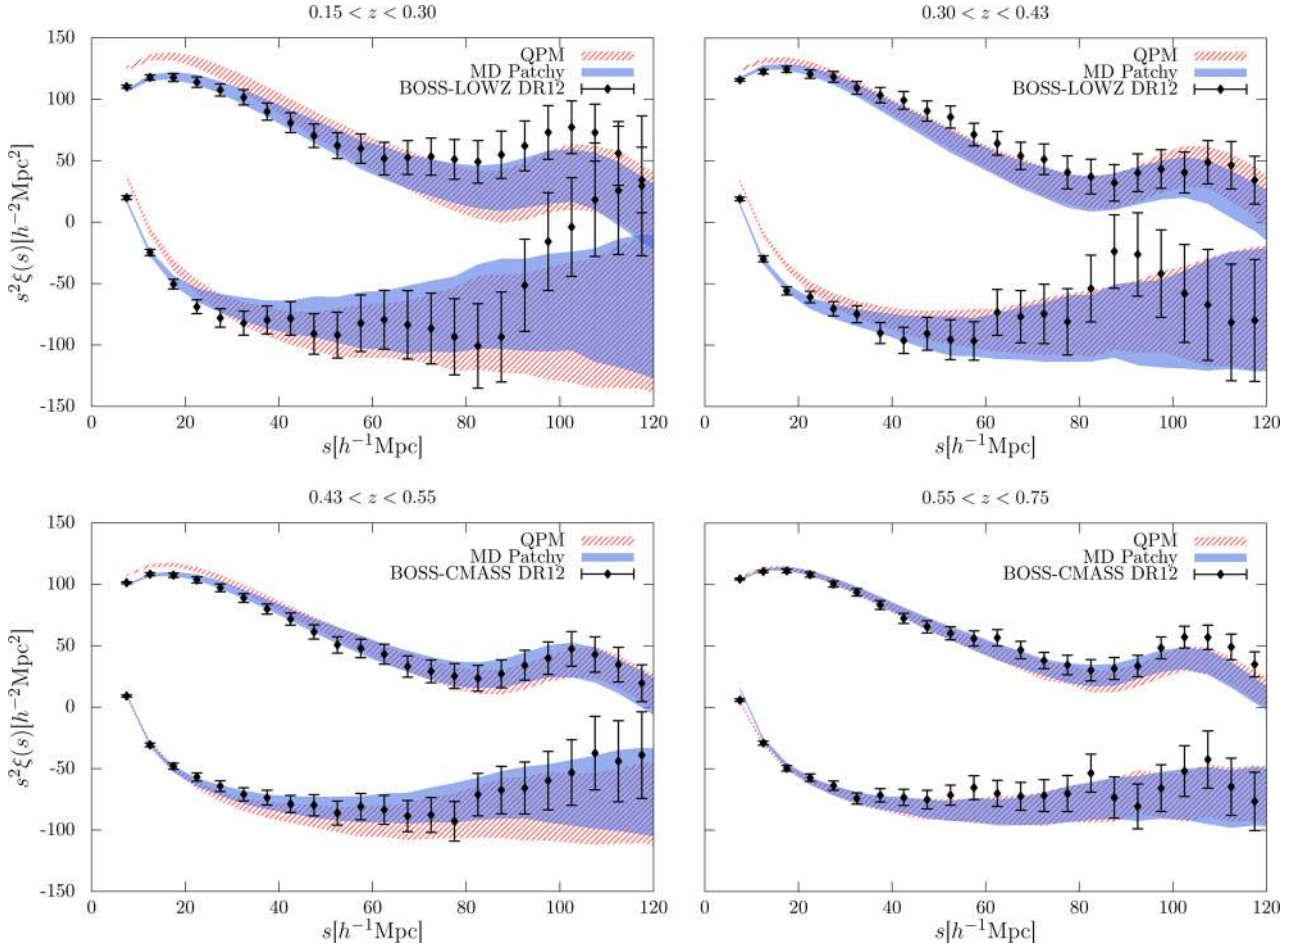 0.15 < z < 0.30
150
100
50
0
-50
-100
-150
s²ξ(s)[h⁻²Mpc²]
QPM
MD Patchy
BOSS-LOWZ DR12
0 20 40 60 80 100 120
s[h⁻¹Mpc]
0.30 < z < 0.43
QPM
MD Patchy
BOSS-LOWZ DR12
0 20 40 60 80 100 120
s[h⁻¹Mpc]
0.43 < z < 0.55
150
100
50
0
-50
-100
-150
s²ξ(s)[h⁻²Mpc²]
QPM
MD Patchy
BOSS-CMASS DR12
0 20 40 60 80 100 120
s[h⁻¹Mpc]
0.55 < z < 0.75
QPM
MD Patchy
BOSS-CMASS DR12
0 20 40 60 80 100 120
s[h⁻¹Mpc]